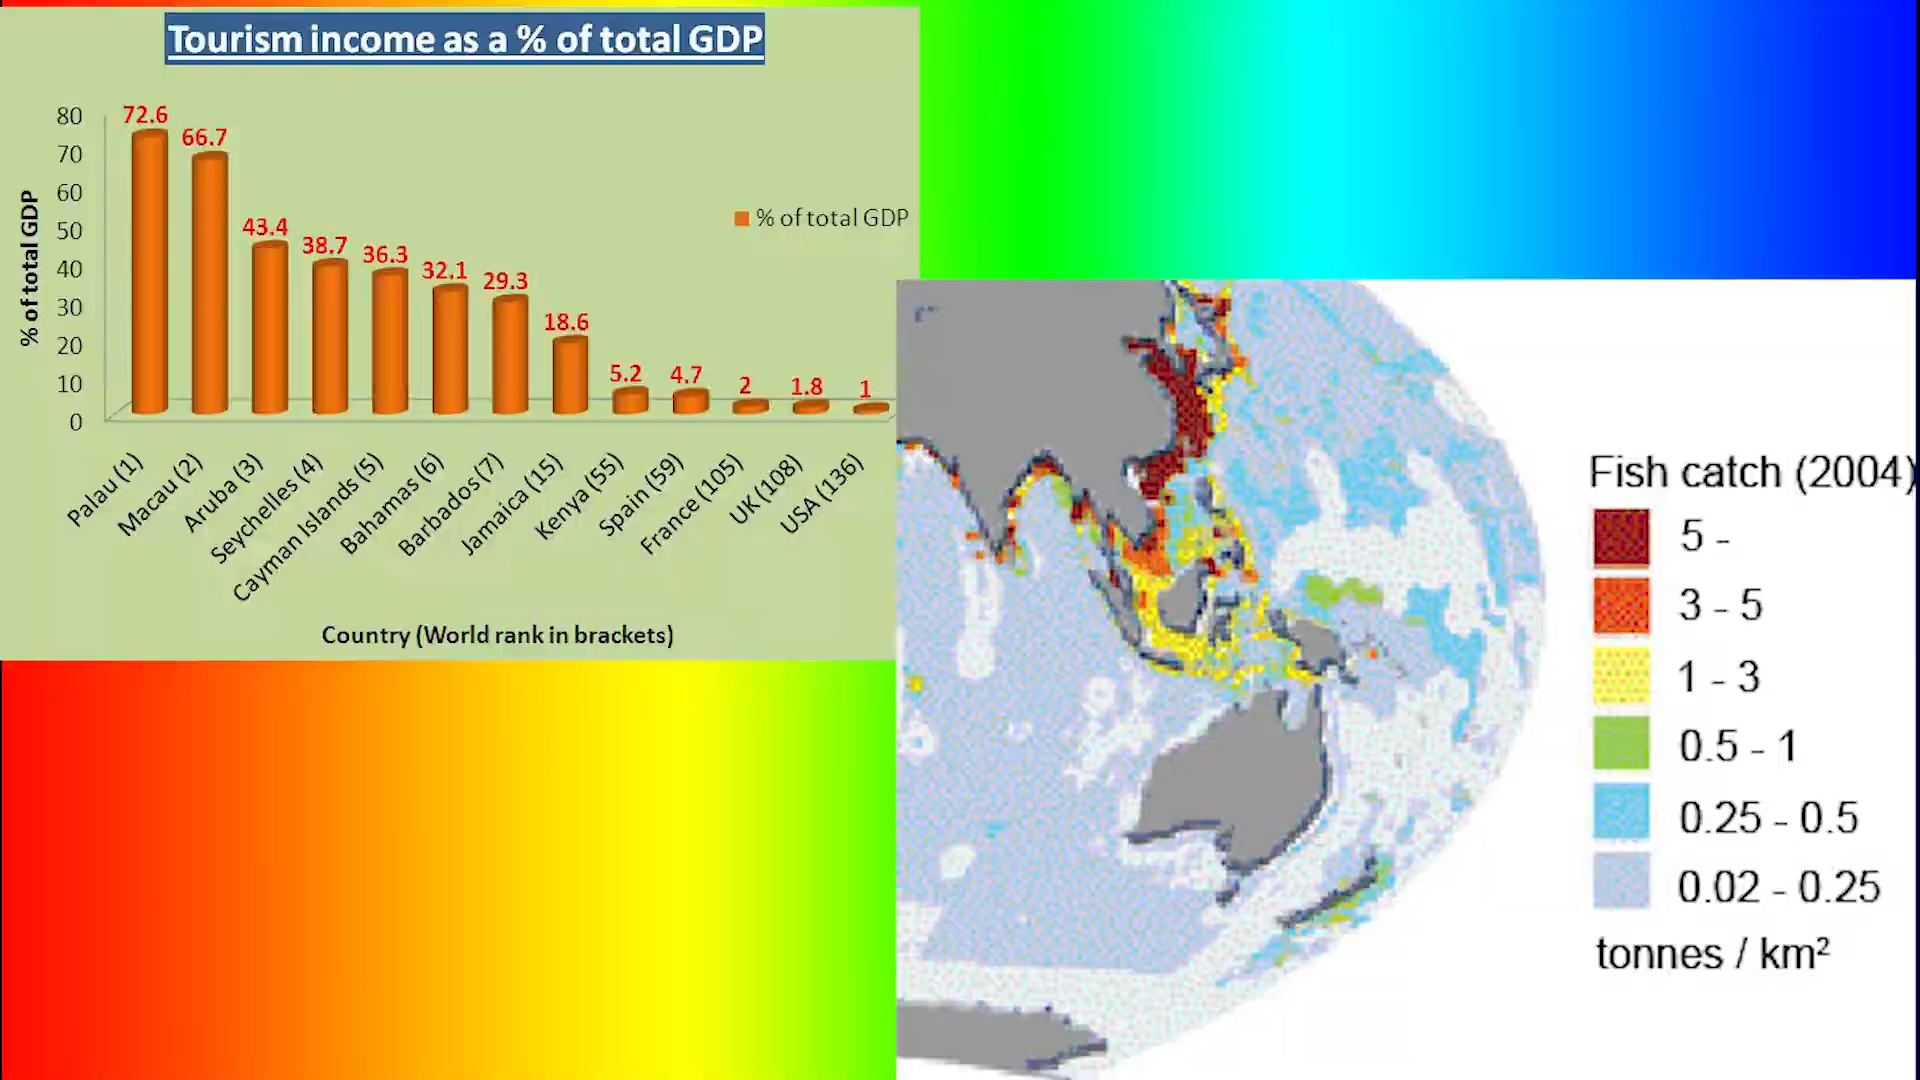 Tourism income as a % of total GDP
80
70
60
50
40
30
20
10
0
% of total GDP
72.6
66.7
43.4
38.7
36.3
32.1
29.3
18.6
5.2
4.7
2
1.8
1
% of total GDP
Palau (1)
Macau (2)
Aruba (3)
Seychelles (4)
Cayman Islands (5)
Bahamas (6)
Barbados (7)
Jamaica (15)
Kenya (55)
Spain (59)
France (105)
UK (108)
USA (136)
Country (World rank in brackets)
Fish catch (2004)
5 -
3 - 5
1 - 3
0.5 - 1
0.25 - 0.5
0.02 - 0.25
tonnes / km²